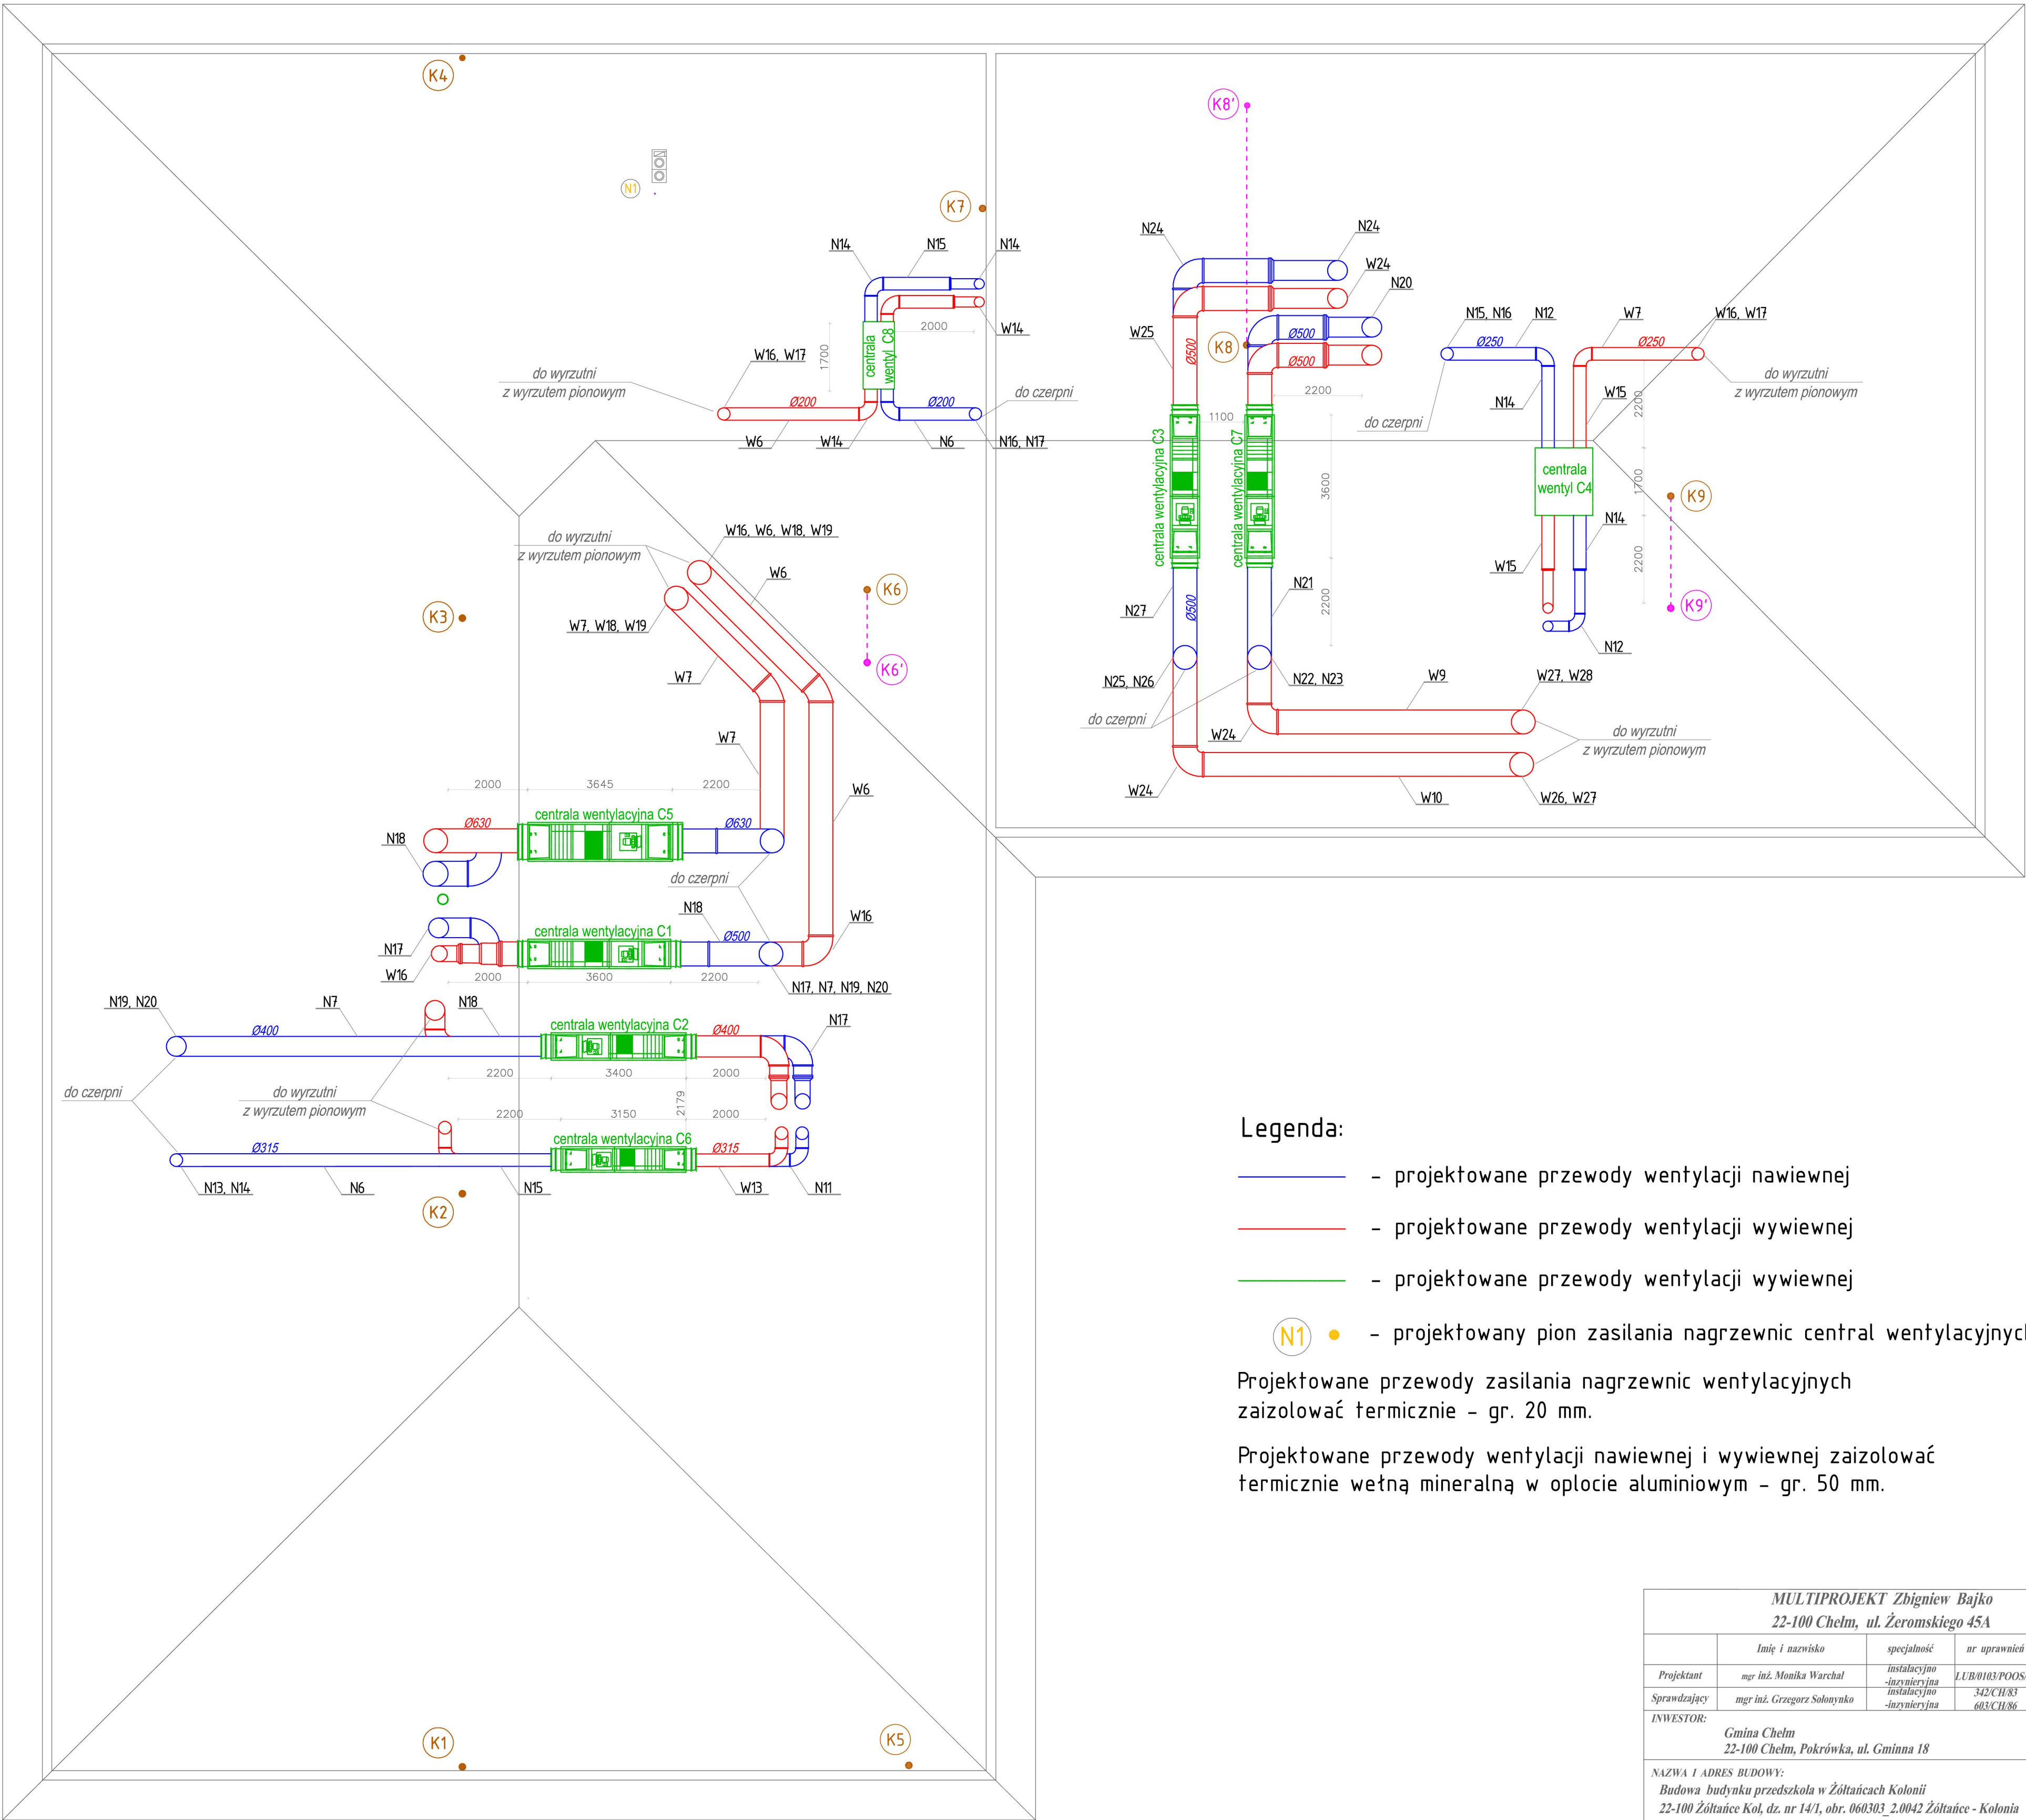 K4
K8'
N1
K7
N14
N15
N14
N24
N24
W24
N20
W14
2000
centrala
wentyl C8
1700
W16, W17
do wyrzutni
z wyrzutem pionowym
Ø200
Ø200
do czerpni
W6
W14
N6
N16, N17
W25
Ø500
K8
Ø500
Ø500
2200
1100
N15, N16
N12
W7
W16, W17
Ø250
Ø250
do wyrzutni
z wyrzutem pionowym
N14
W15
2200
do czerpni
centrala wentylacyjna C3
centrala wentylacyjna C7
3600
centrala
wentyl C4
1700
K9
N14
W15
2200
K9'
N12
do wyrzutni
z wyrzutem pionowym
W16, W6, W18, W19
W6
K6
K3
W7, W18, W19
K6'
W7
N27
Ø500
N21
2200
N25, N26
N22, N23
W9
W27, W28
do czerpni
W24
do wyrzutni
z wyrzutem pionowym
W24
W10
W26, W27
W7
W6
2000
3645
2200
centrala wentylacyjna C5
Ø630
Ø630
N18
do czerpni
N18
W16
centrala wentylacyjna C1
Ø500
N17
W16
2000
3600
2200
N17, N7, N19, N20
N19, N20
N7
N18
Ø400
centrala wentylacyjna C2
Ø400
N17
2200
3400
2000
do czerpni
do wyrzutni
z wyrzutem pionowym
2179
2200
3150
2000
centrala wentylacyjna C6
Ø315
Ø315
N13, N14
N6
N15
W13
N11
K2
K1
K5
Legenda:
- projektowane przewody wentylacji nawiewnej
- projektowane przewody wentylacji wywiewnej
- projektowane przewody wentylacji wywiewnej
N1 - projektowany pion zasilania nagrzewnic central wentylacyjnych
Projektowane przewody zasilania nagrzewnic wentylacyjnych
zaizolować termicznie - gr. 20 mm.
Projektowane przewody wentylacji nawiewnej i wywiewnej zaizolować
termicznie wełną mineralną w oplocie aluminiowym - gr. 50 mm.
MULTIPROJEKT Zbigniew Bajko
22-100 Chełm, ul. Żeromskiego 45A
Imię i nazwisko specjalność nr uprawnień
Projektant mgr inż. Monika Warchał instalacyjno -inzynieryjna LUB/0103/POOS/
Sprawdzający mgr inż. Grzegorz Sołonynko instalacyjno -inzynieryjna 342/CH/83 603/CH/86
INWESTOR:
Gmina Chełm
22-100 Chełm, Pokrówka, ul. Gminna 18
NAZWA I ADRES BUDOWY:
Budowa budynku przedszkola w Żółtańcach Kolonii
22-100 Żółtańce Kol, dz. nr 14/1, obr. 060303_2.0042 Żółtańce - Kolonia